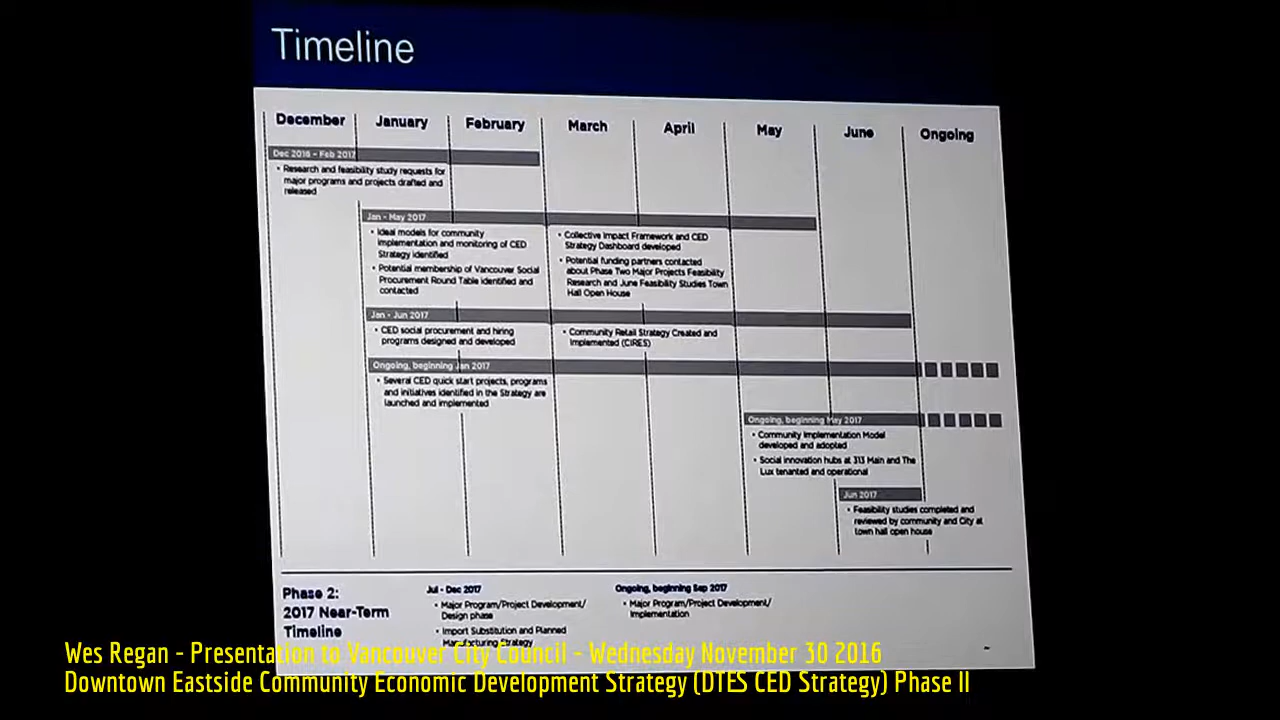 Timeline
December January February March April May June Ongoing
Dec 2016 - Feb 2017
• Research and feasibility study requests for
major programs and projects drafted and
released
Jan - May 2017
• Ideal models for community
implementation and monitoring of CED
Strategy identified
• Potential membership of Vancouver Social
Procurement Round Table identified and
contacted
• Collective Impact Framework and CED
Strategy Dashboard developed
• Potential funding partners contacted
about Phase Two Major Projects Feasibility
Research and June Feasibility Studies Town
Hall Open House
Jan - Jun 2017
• CED social procurement and hiring
programs designed and developed
• Community Retail Strategy Created and
Implemented (CIRES)
Ongoing, beginning Jan 2017
• Several CED quick start projects, programs
and initiatives identified in the Strategy are
launched and implemented
Ongoing, beginning May 2017
• Community Implementation Model
developed and adopted
• Social innovation hubs at 313 Main and The
Lux tenanted and operational
Jun 2017
• Feasibility studies completed and
reviewed by community and City at
town hall open house
Phase 2:
2017 Near-Term
Timeline
Jul - Dec 2017
• Major Program/Project Development/
Design phase
• Import Substitution and Planned
Manufacturing Strategy
Ongoing, beginning Sep 2017
• Major Program/Project Development/
Implementation
Wes Regan - Presentation to Vancouver City Council - Wednesday November 30 2016
Downtown Eastside Community Economic Development Strategy (DTES CED Strategy) Phase II